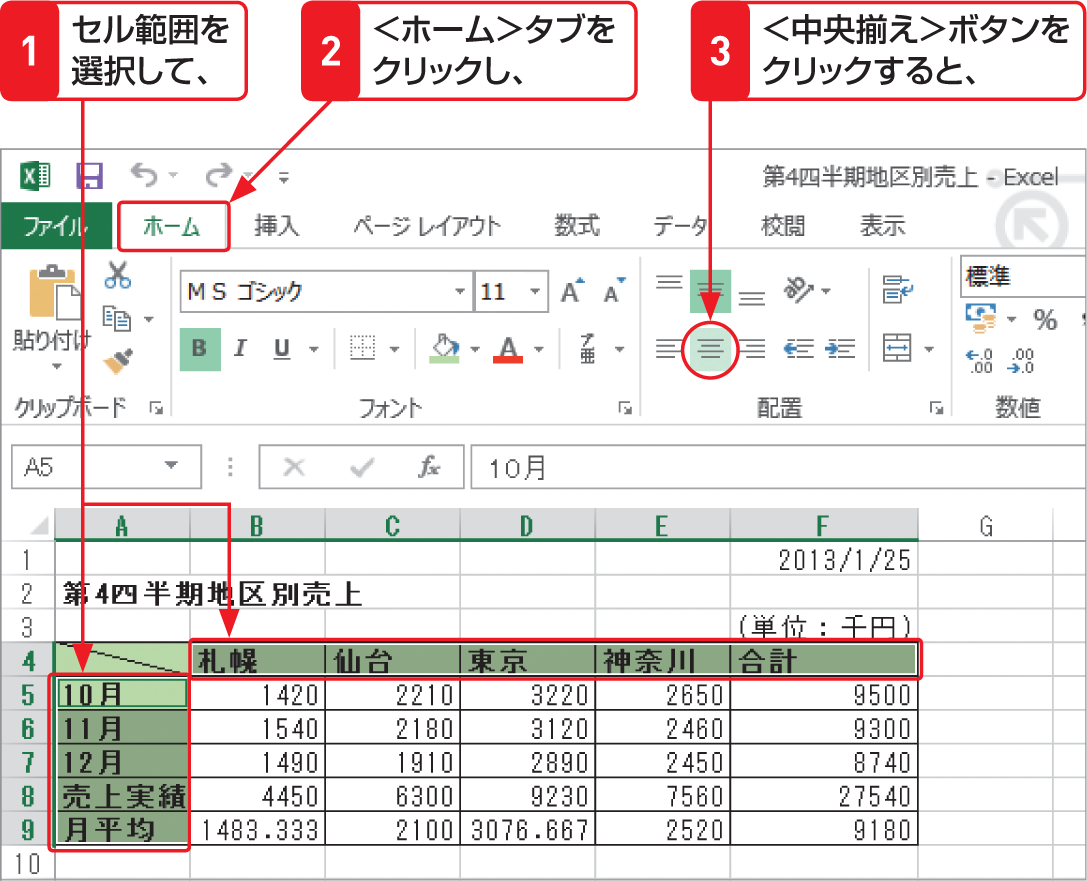 1 セル範囲を
選択して、
2 <ホーム>タブを
クリックし、
3 <中央揃え>ボタンを
クリックすると、
第4四半期地区別売上 - Excel
ファイル ホーム 挿入 ページ レイアウト 数式 データ 校閲 表示
貼り付け
ＭＳ ゴシック 11 A A
標準
B I U A 亜
%
←.0 .00
.00 →.0
クリップボード フォント 配置 数値
A5 fx 10月
A B C D E F G
1 2013/1/25
2 第4四半期地区別売上
3 (単位：千円)
4 札幌 仙台 東京 神奈川 合計
5 10月 1420 2210 3220 2650 9500
6 11月 1540 2180 3120 2460 9300
7 12月 1490 1910 2890 2450 8740
8 売上実績 4450 6300 9230 7560 27540
9 月平均 1483.333 2100 3076.667 2520 9180
10